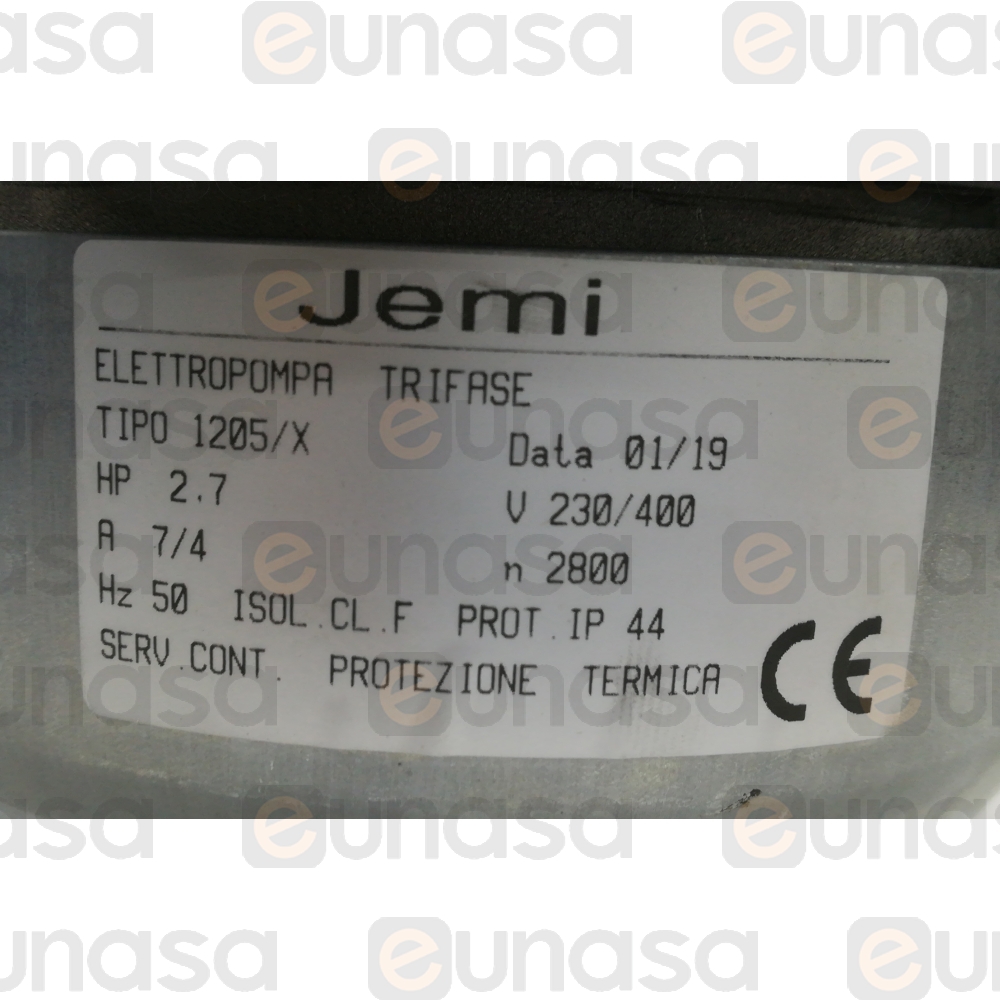 Jemi
ELETTROPOMPA TRIFASE
TIPO 1205/X Data 01/19
HP 2.7 V 230/400
A 7/4 n 2800
Hz 50 ISOL.CL.F PROT.IP 44
SERV.CONT. PROTEZIONE TERMICA CE
eunasa